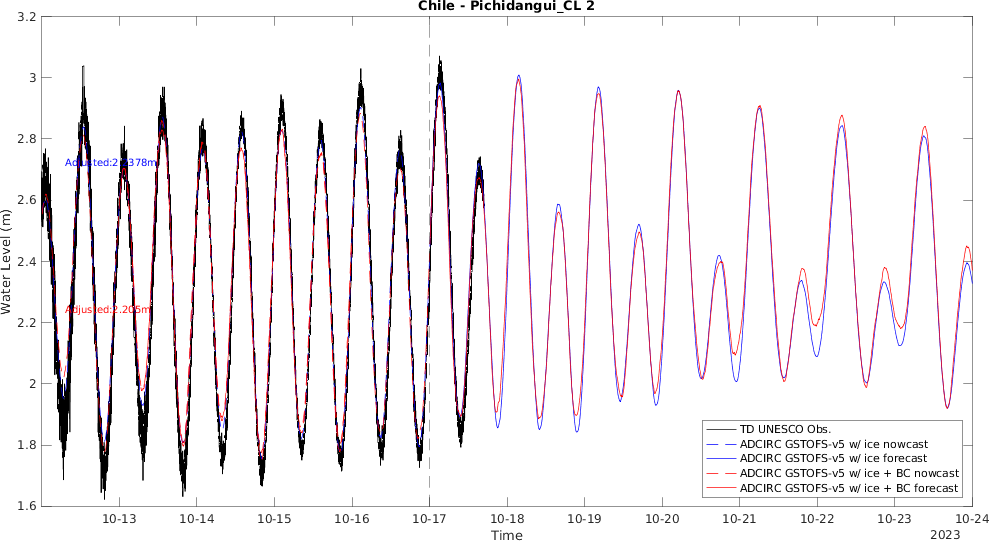 Chile - Pichidangui_CL 2
3.2
3
2.8
2.6
2.4
2.2
2
1.8
1.6
Water Level (m)
Adjusted:2.205m
TD UNESCO Obs.
ADCIRC GSTOFS-v5 w/ ice nowcast
ADCIRC GSTOFS-v5 w/ ice forecast
ADCIRC GSTOFS-v5 w/ ice + BC nowcast
ADCIRC GSTOFS-v5 w/ ice + BC forecast
10-13 10-14 10-15 10-16 10-17 10-18 10-19 10-20 10-21 10-22 10-23 10-24
Time
2023